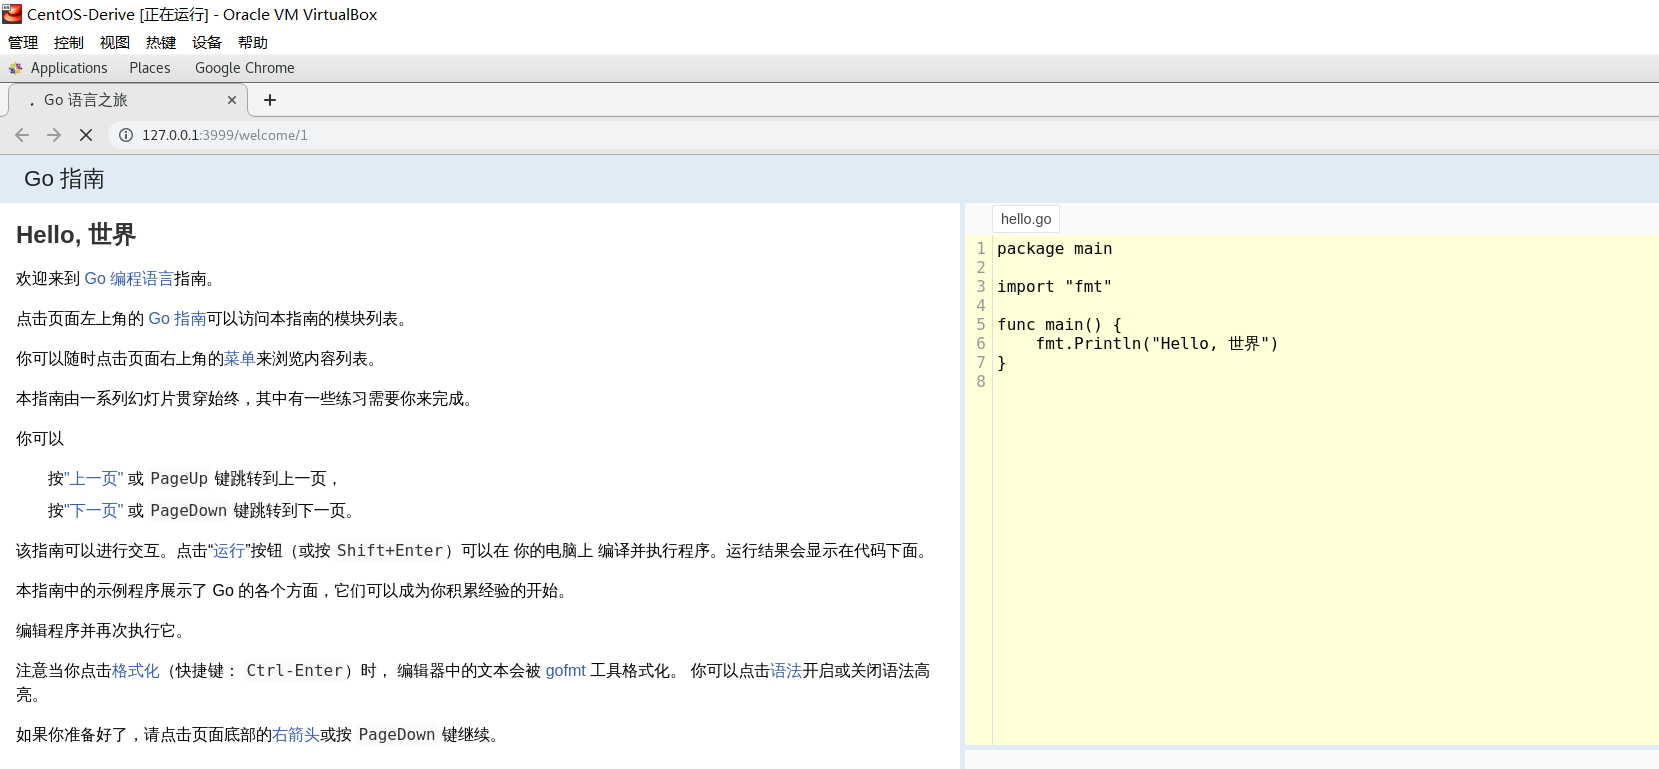 CentOS-Derive [正在运行] - Oracle VM VirtualBox
管理 控制 视图 热键 设备 帮助
Applications Places Google Chrome
Go 语言之旅
127.0.0.1:3999/welcome/1
Go 指南
Hello, 世界
欢迎来到 Go 编程语言指南。
点击页面左上角的 Go 指南可以访问本指南的模块列表。
你可以随时点击页面右上角的菜单来浏览内容列表。
本指南由一系列幻灯片贯穿始终，其中有一些练习需要你来完成。
你可以
按"上一页" 或 PageUp 键跳转到上一页，
按"下一页" 或 PageDown 键跳转到下一页。
该指南可以进行交互。点击“运行”按钮（或按 Shift+Enter）可以在 你的电脑上 编译并执行程序。运行结果会显示在代码下面。
本指南中的示例程序展示了 Go 的各个方面，它们可以成为你积累经验的开始。
编辑程序并再次执行它。
注意当你点击格式化（快捷键： Ctrl-Enter）时， 编辑器中的文本会被 gofmt 工具格式化。 你可以点击语法开启或关闭语法高
亮。
如果你准备好了，请点击页面底部的右箭头或按 PageDown 键继续。
hello.go
1 package main
2
3 import "fmt"
4
5 func main() {
6     fmt.Println("Hello, 世界")
7 }
8